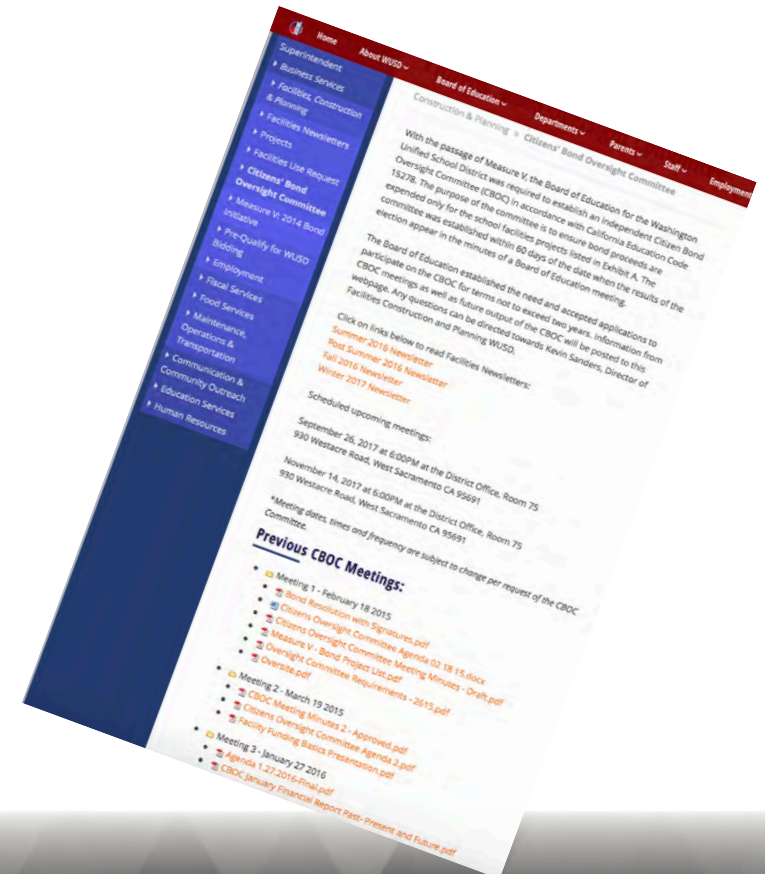 Home
About WUSD
Board of Education
Departments
Parents
Staff
Employment
Superintendent
Business Services
Facilities, Construction
& Planning
Facilities Newsletters
Projects
Facilities Use Request
Citizens' Bond
Oversight Committee
Measure V: 2014 Bond
Initiative
Pre-Qualify for WUSD
Bidding
Employment
Fiscal Services
Food Services
Maintenance,
Operations &
Transportation
Communication &
Community Outreach
Education Services
Human Resources
Construction & Planning » Citizens' Bond Oversight Committee
With the passage of Measure V, the Board of Education for the Washington
Unified School District was required to establish an independent Citizen Bond
Oversight Committee (CBOC) in accordance with California Education Code
15278. The purpose of the committee is to ensure bond proceeds are
expended only for the school facilities projects listed in Exhibit A. The
committee was established within 60 days of the date when the results of the
election appear in the minutes of a Board of Education meeting.
The Board of Education established the need and accepted applications to
participate on the CBOC for terms not to exceed two years. Information from
CBOC meetings as well as future output of the CBOC will be posted to this
webpage. Any questions can be directed towards Kevin Sanders, Director of
Facilities Construction and Planning WUSD.
Click on links below to read Facilities Newsletters:
Summer 2016 Newsletter
Post Summer 2016 Newsletter
Fall 2016 Newsletter
Winter 2017 Newsletter
Scheduled upcoming meetings:
September 26, 2017 at 6:00PM at the District Office, Room 75
930 Westacre Road, West Sacramento CA 95691
November 14, 2017 at 6:00PM at the District Office, Room 75
930 Westacre Road, West Sacramento CA 95691
*Meeting dates, times and frequency are subject to change per request of the CBOC
Committee.
Previous CBOC Meetings:
Meeting 1 - February 18 2015
Bond Resolution with Signatures.pdf
Citizens Oversight Committee Agenda 02 18 15.docx
Citizens Oversight Committee Meeting Minutes - Draft.pdf
Measure V - Bond Project List.pdf
Oversight Committee Requirements - 2615.pdf
Oversite.pdf
Meeting 2 - March 19 2015
CBOC Meeting Minutes 2 - Approved.pdf
Citizens Oversight Committee Agenda 2.pdf
Facility Funding Basics Presentation.pdf
Meeting 3 - January 27 2016
Agenda 1.27.2016-Final.pdf
CBOC January Financial Report Past- Present and Future.pdf